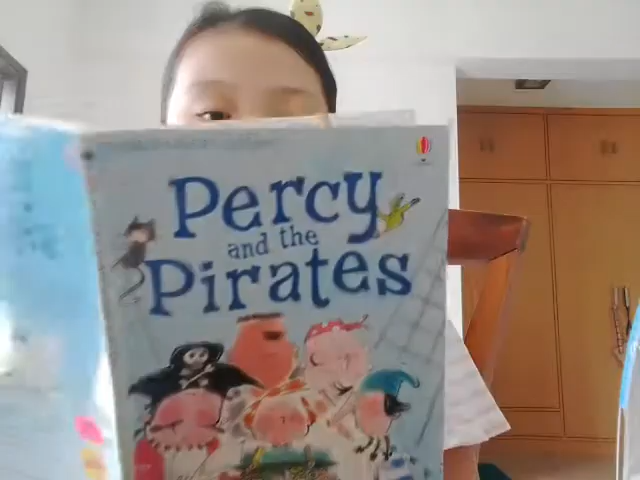 Percy
and the
Pirates